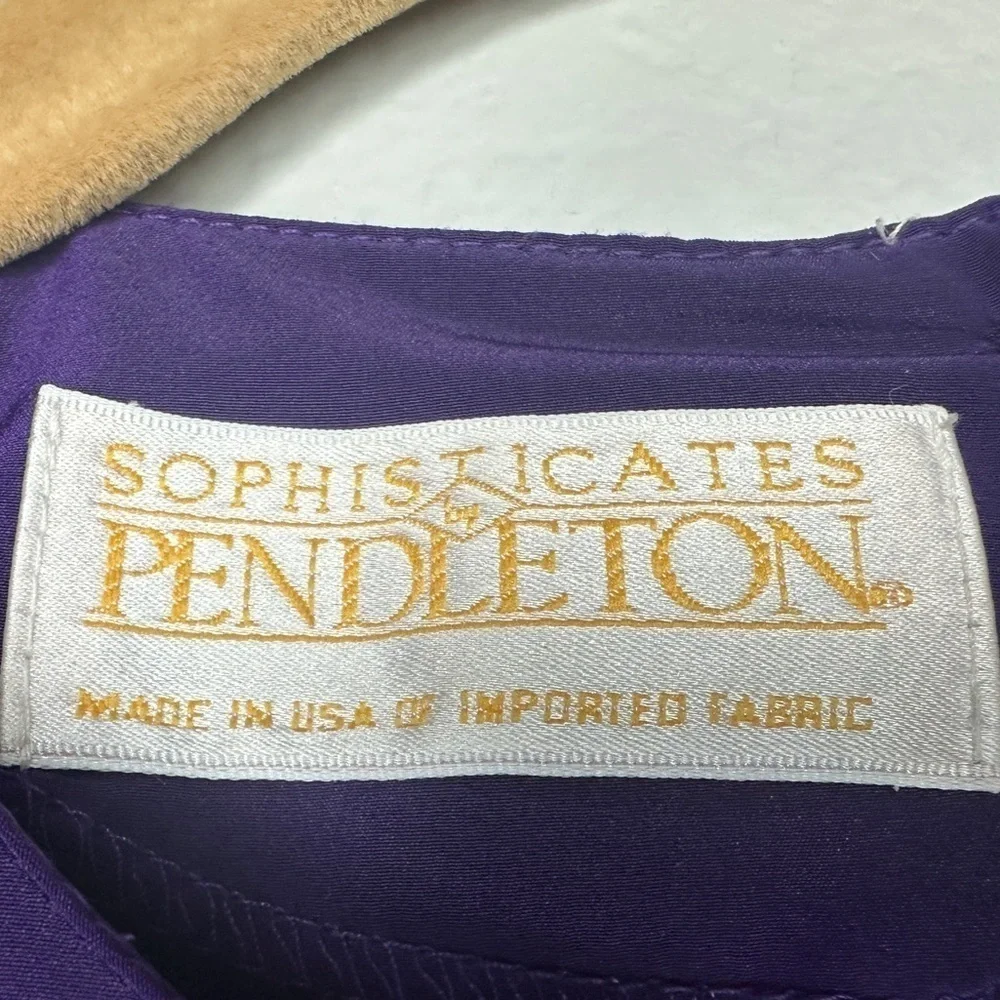 SOPHISTICATES
by
PENDLETON®
MADE IN USA OF IMPORTED FABRIC